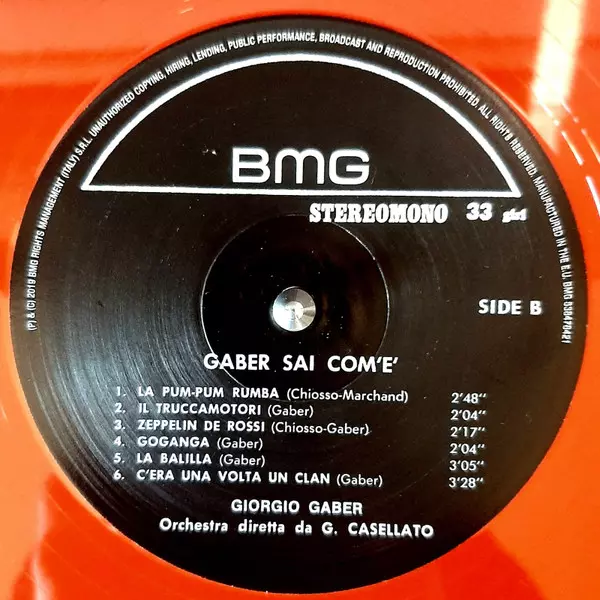 (P) & (C) 2019 BMG RIGHTS MANAGEMENT (ITALY) S.R.L. UNAUTHORIZED COPYING, HIRING, LENDING, PUBLIC PERFORMANCE, BROADCAST AND REPRODUCTION PROHIBITED. ALL RIGHTS RESERVED. MANUFACTURED IN THE E.U. BMG 538470421
BMG
STEREOMONO 33 giri
SIDE B
GABER SAI COM'E'
1. LA PUM-PUM RUMBA (Chiosso-Marchand) 2'48"
2. IL TRUCCAMOTORI (Gaber) 2'04"
3. ZEPPELIN DE ROSSI (Chiosso-Gaber) 2'17"
4. GOGANGA (Gaber) 2'04"
5. LA BALILLA (Gaber) 3'05"
6. C'ERA UNA VOLTA UN CLAN (Gaber) 3'28"
GIORGIO GABER
Orchestra diretta da G. CASELLATO